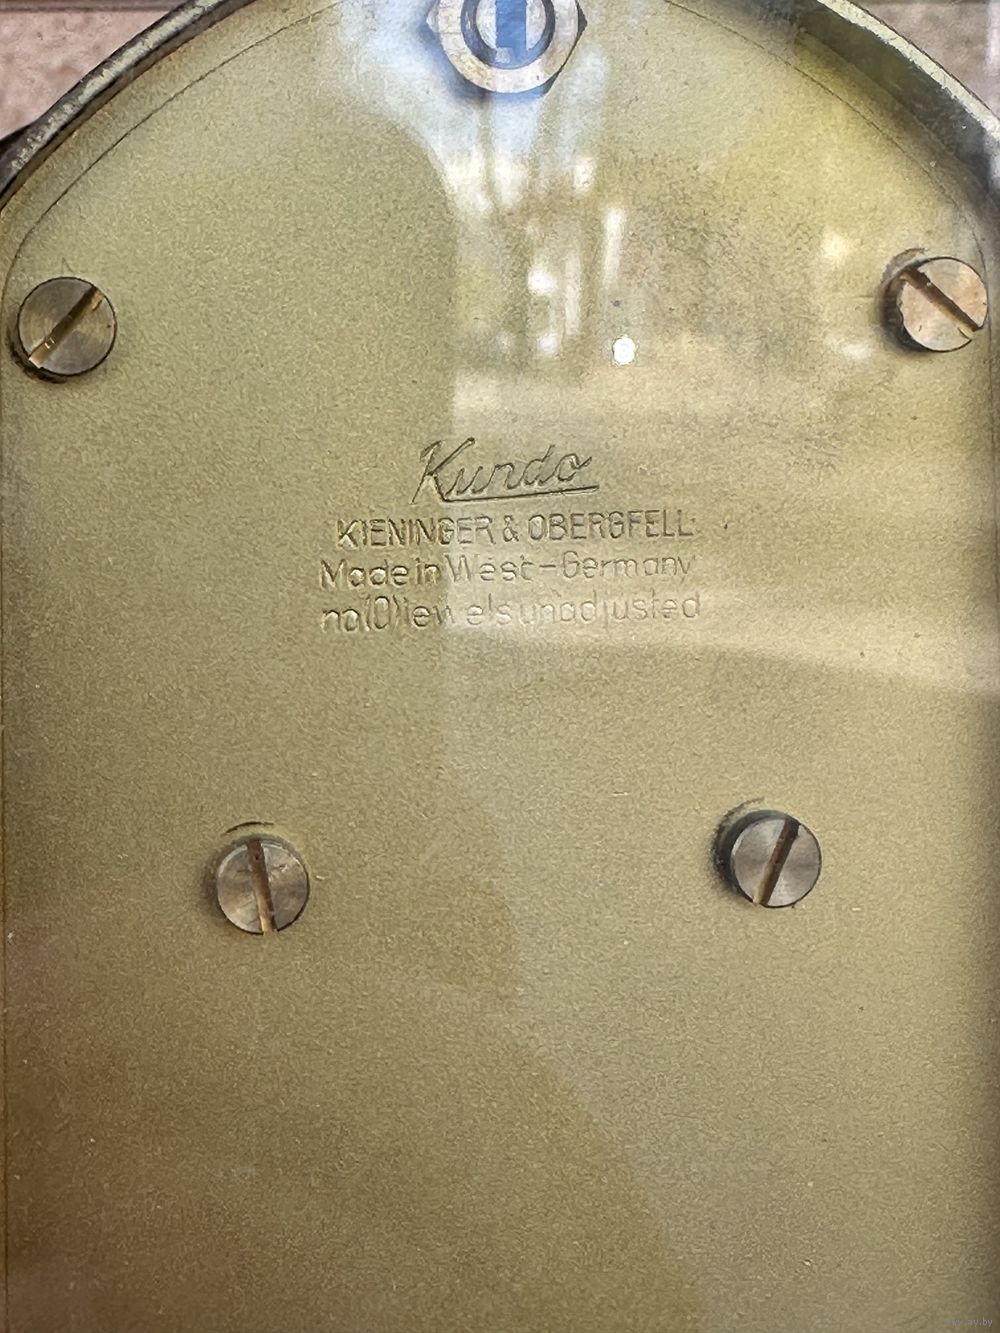 Kundo
KIENINGER & OBERGFELL
Made in West-Germany
no(0)jewels unadjusted